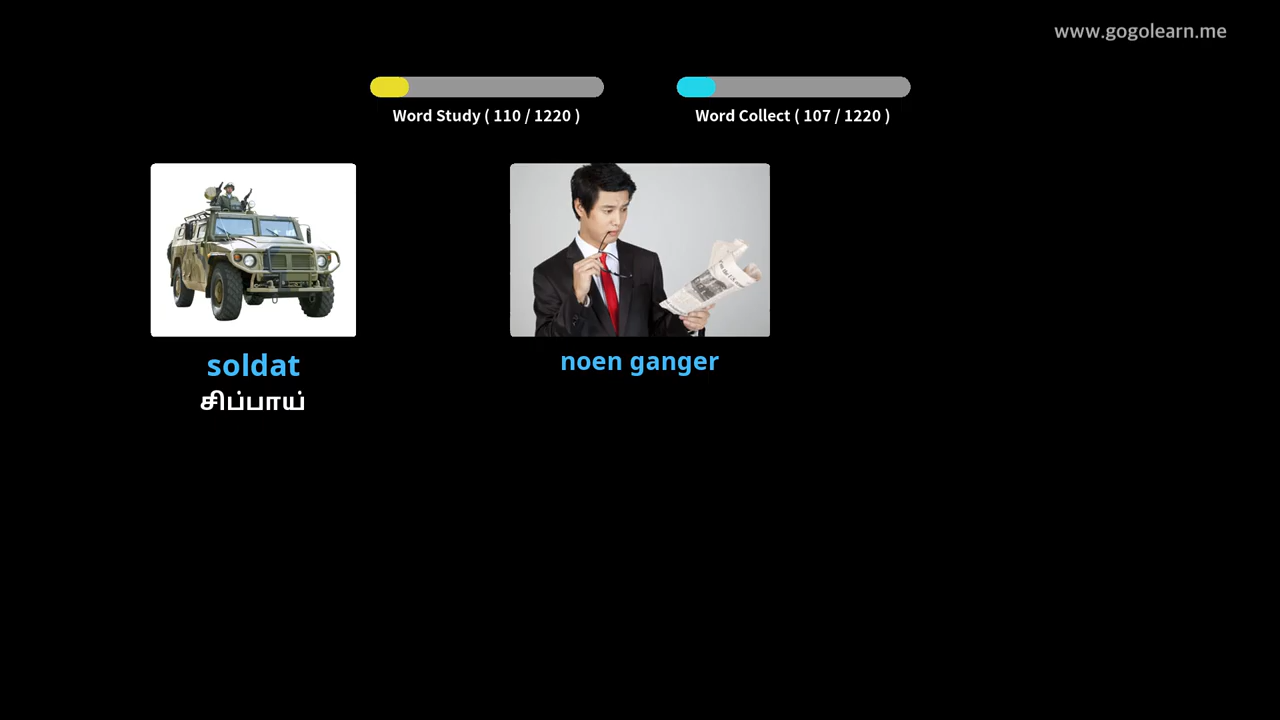 www.gogolearn.me
Word Study ( 110 / 1220 )
Word Collect ( 107 / 1220 )
soldat
சிப்பாய்
noen ganger